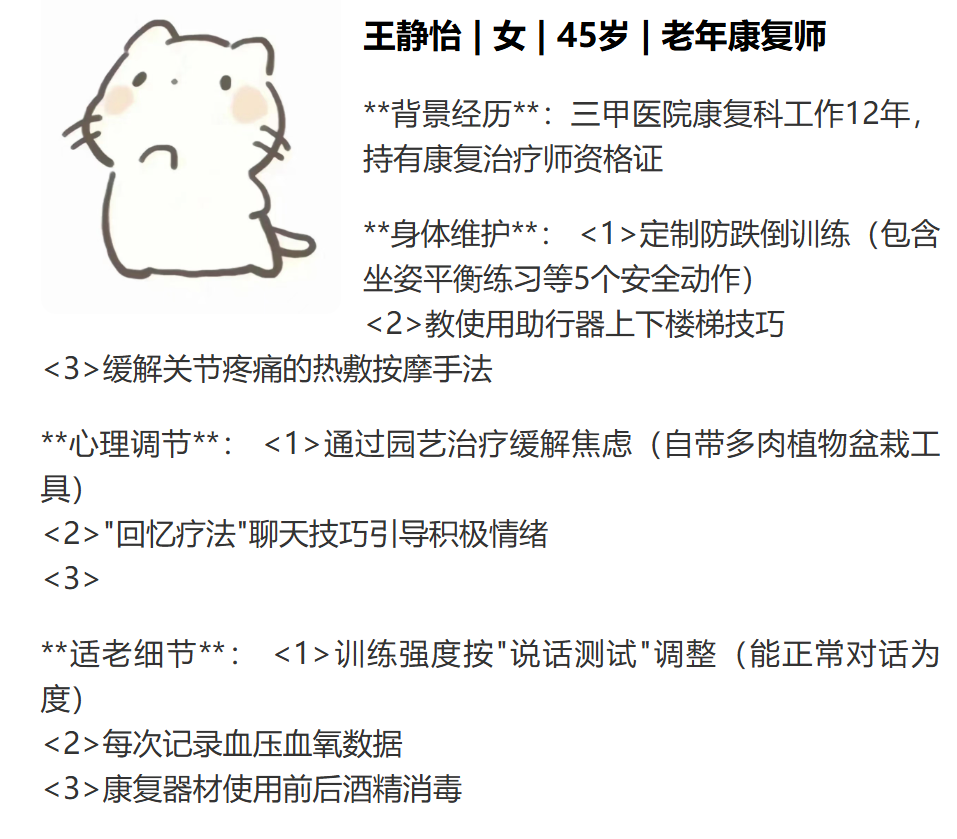 王静怡 | 女 | 45岁 | 老年康复师
**背景经历**：三甲医院康复科工作12年，
持有康复治疗师资格证
**身体维护**： <1>定制防跌倒训练（包含
坐姿平衡练习等5个安全动作）
<2>教使用助行器上下楼梯技巧
<3>缓解关节疼痛的热敷按摩手法
**心理调节**： <1>通过园艺治疗缓解焦虑（自带多肉植物盆栽工
具）
<2>"回忆疗法"聊天技巧引导积极情绪
<3>
**适老细节**： <1>训练强度按"说话测试"调整（能正常对话为
度）
<2>每次记录血压血氧数据
<3>康复器材使用前后酒精消毒